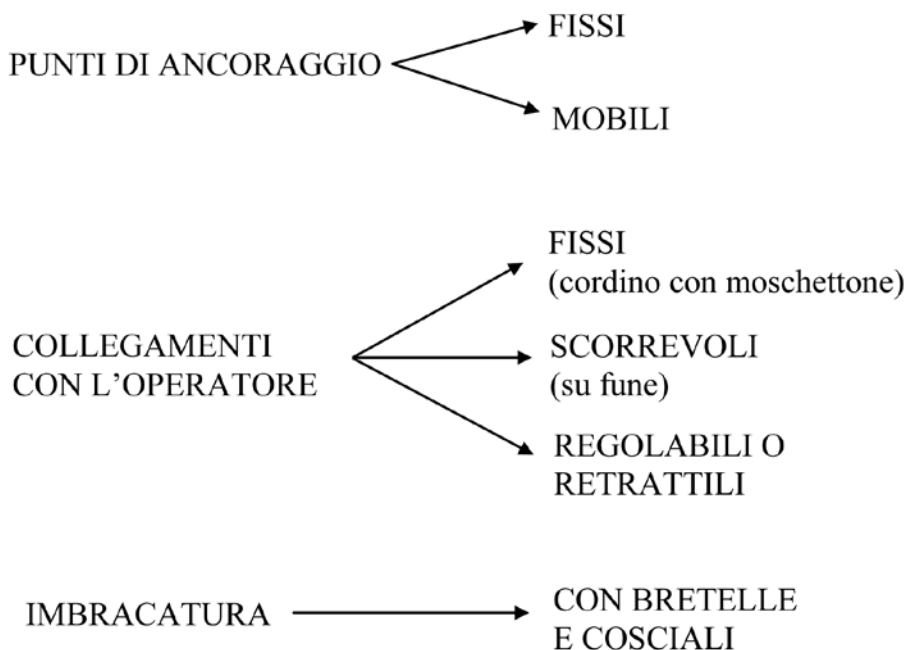 PUNTI DI ANCORAGGIO
FISSI
MOBILI
COLLEGAMENTI
CON L’OPERATORE
FISSI
(cordino con moschettone)
SCORREVOLI
(su fune)
REGOLABILI O
RETRATTILI
IMBRACATURA
CON BRETELLE
E COSCIALI